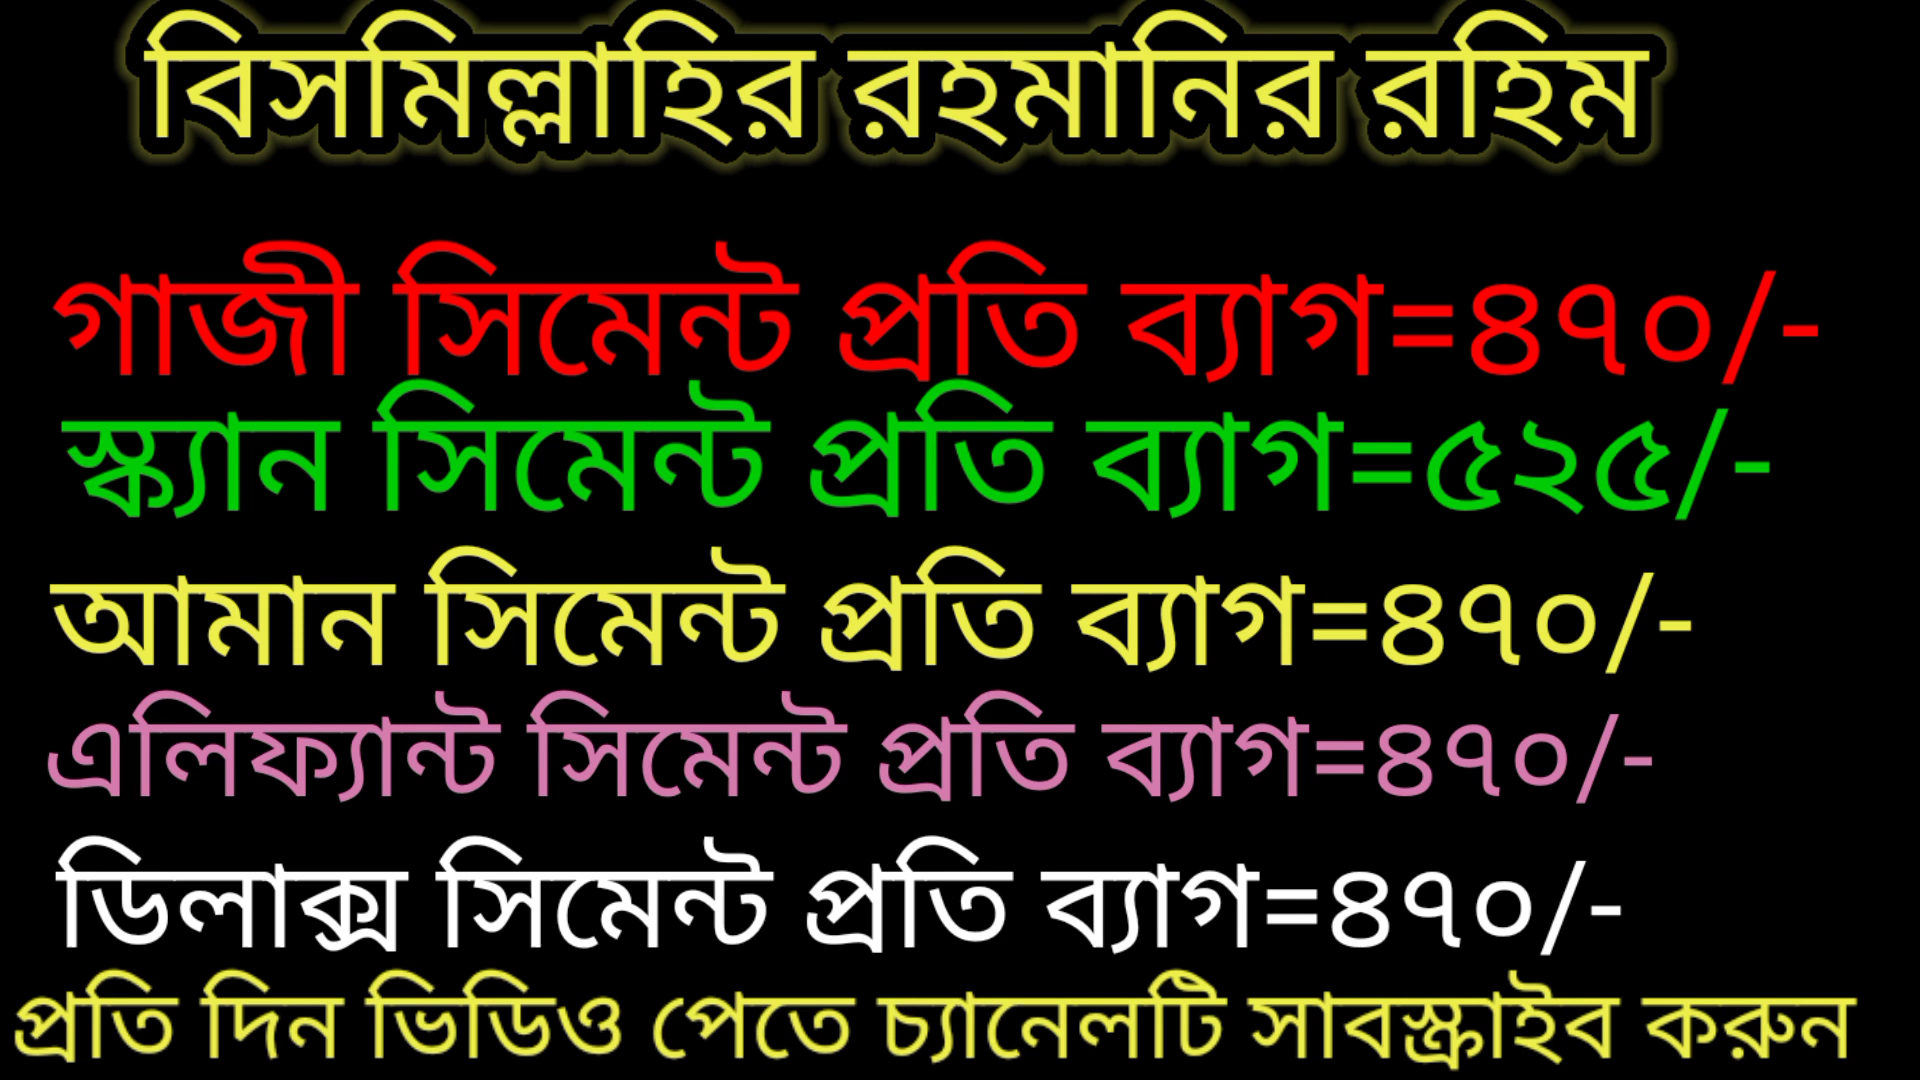 বিসমিল্লাহির রহমানির রহিম
গাজী সিমেন্ট প্রতি ব্যাগ=৪৭০/-
স্ক্যান সিমেন্ট প্রতি ব্যাগ=৫২৫/-
আমান সিমেন্ট প্রতি ব্যাগ=৪৭০/-
এলিফ্যান্ট সিমেন্ট প্রতি ব্যাগ=৪৭০/-
ডিলাক্স সিমেন্ট প্রতি ব্যাগ=৪৭০/-
প্রতি দিন ভিডিও পেতে চ্যানেলটি সাবস্ক্রাইব করুন